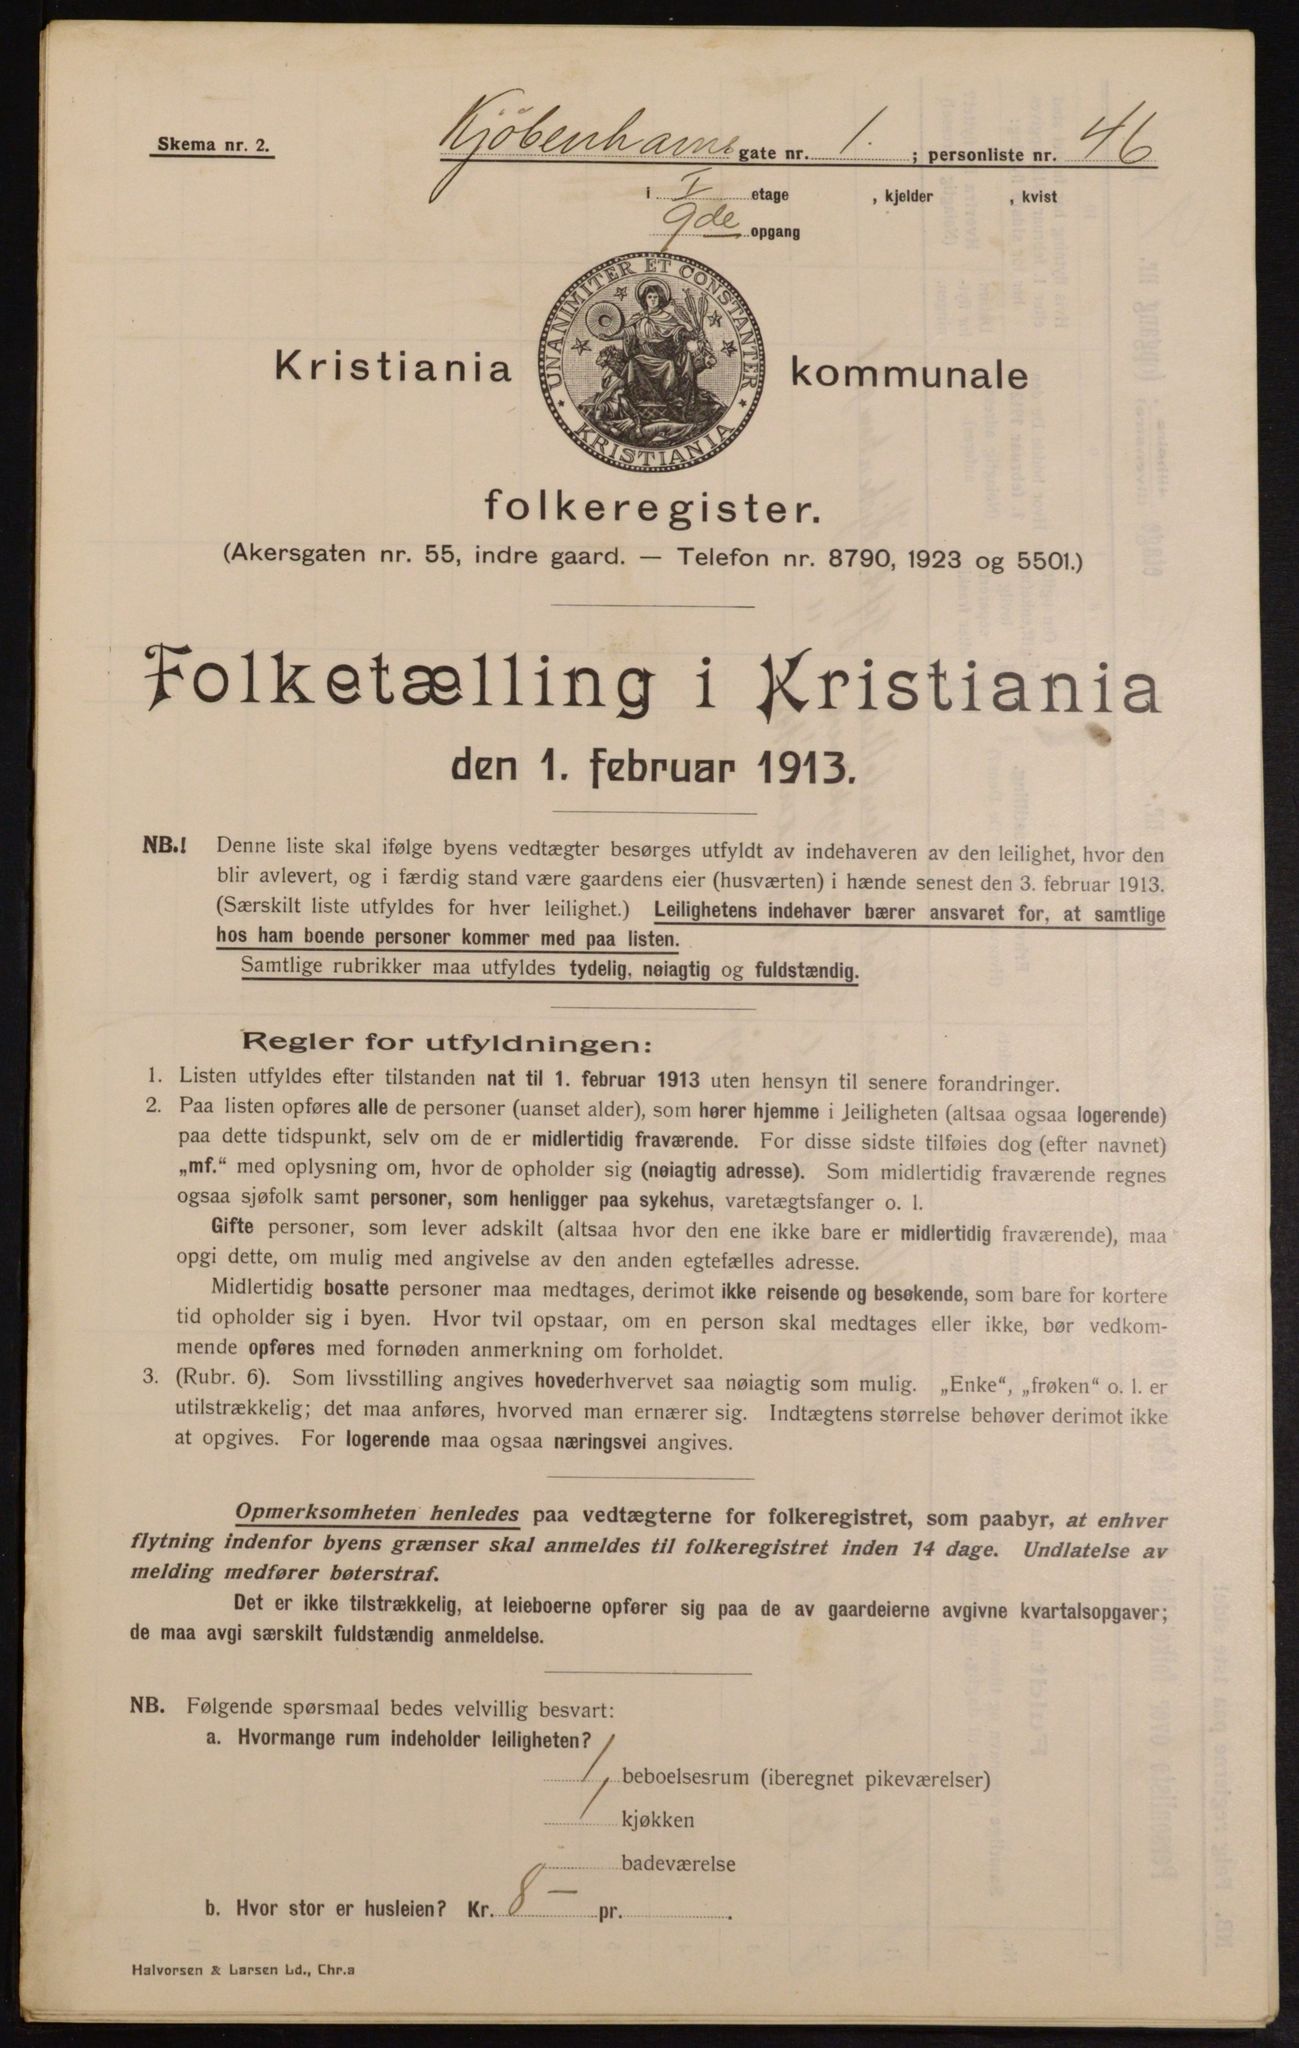 Skema nr. 2.
Kjöbenhavns gate nr. 1. ; personliste nr. 46
i I etage , kjelder , kvist
9de opgang
UNANIMITER ET CONSTANTER
KRISTIANIA
Kristiania kommunale
folkeregister.
(Akersgaten nr. 55, indre gaard. — Telefon nr. 8790, 1923 og 5501.)
Folketælling i Kristiania
den 1. februar 1913.
NB.! Denne liste skal ifølge byens vedtægter besørges utfyldt av indehaveren av den leilighet, hvor den
blir avlevert, og i færdig stand være gaardens eier (husværten) i hænde senest den 3. februar 1913.
(Særskilt liste utfyldes for hver leilighet.) Leilighetens indehaver bærer ansvaret for, at samtlige
hos ham boende personer kommer med paa listen.
Samtlige rubrikker maa utfyldes tydelig, nøiagtig og fuldstændig.
Regler for utfyldningen:
1. Listen utfyldes efter tilstanden nat til 1. februar 1913 uten hensyn til senere forandringer.
2. Paa listen opføres alle de personer (uanset alder), som hører hjemme i leiligheten (altsaa ogsaa logerende)
paa dette tidspunkt, selv om de er midlertidig fraværende. For disse sidste tilføies dog (efter navnet)
„mf.“ med oplysning om, hvor de opholder sig (nøiagtig adresse). Som midlertidig fraværende regnes
ogsaa sjøfolk samt personer, som henligger paa sykehus, varetægtsfanger o. l.
Gifte personer, som lever adskilt (altsaa hvor den ene ikke bare er midlertidig fraværende), maa
opgi dette, om mulig med angivelse av den anden egtefælles adresse.
Midlertidig bosatte personer maa medtages, derimot ikke reisende og besøkende, som bare for kortere
tid opholder sig i byen. Hvor tvil opstaar, om en person skal medtages eller ikke, bør vedkom-
mende opføres med fornøden anmerkning om forholdet.
3. (Rubr. 6). Som livsstilling angives hovederhvervet saa nøiagtig som mulig. „Enke“, „frøken“ o. l. er
utilstrækkelig; det maa anføres, hvorved man ernærer sig. Indtægtens størrelse behøver derimot ikke
at opgives. For logerende maa ogsaa næringsvei angives.
Opmerksomheten henledes paa vedtægterne for folkeregistret, som paabyr, at enhver
flytning indenfor byens grænser skal anmeldes til folkeregistret inden 14 dage. Undlatelse av
melding medfører bøterstraf.
Det er ikke tilstrækkelig, at leieboerne opfører sig paa de av gaardeierne avgivne kvartalsopgaver;
de maa avgi særskilt fuldstændig anmeldelse.
NB. Følgende spørsmaal bedes velvillig besvart:
a. Hvormange rum indeholder leiligheten?
1 beboelsesrum (iberegnet pikeværelser)
1 kjøkken
badeværelse
b. Hvor stor er husleien? Kr. 8— pr. .
Halvorsen & Larsen Ld., Chr.a